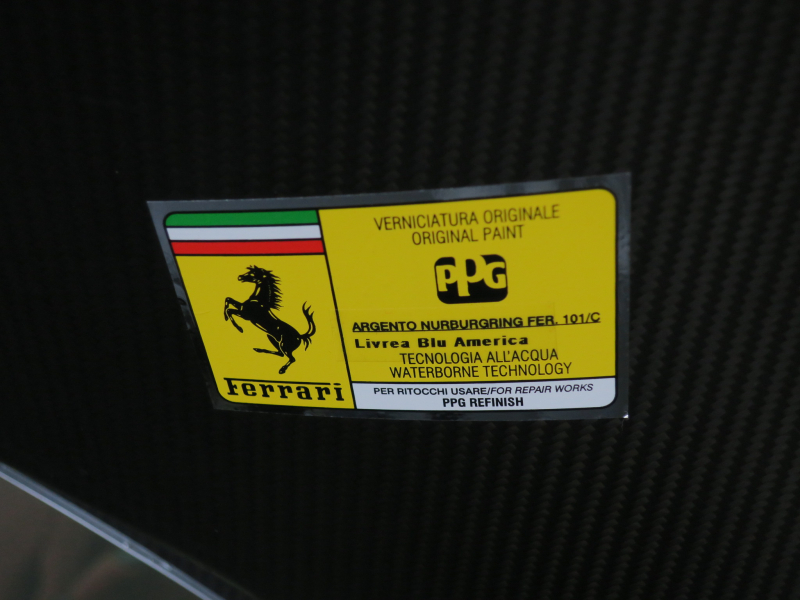 Ferrari
VERNICIATURA ORIGINALE
ORIGINAL PAINT
PPG
ARGENTO NURBURGRING FER. 101/C
Livrea Blu America
TECNOLOGIA ALL'ACQUA
WATERBORNE TECHNOLOGY
PER RITOCCHI USARE/FOR REPAIR WORKS
PPG REFINISH